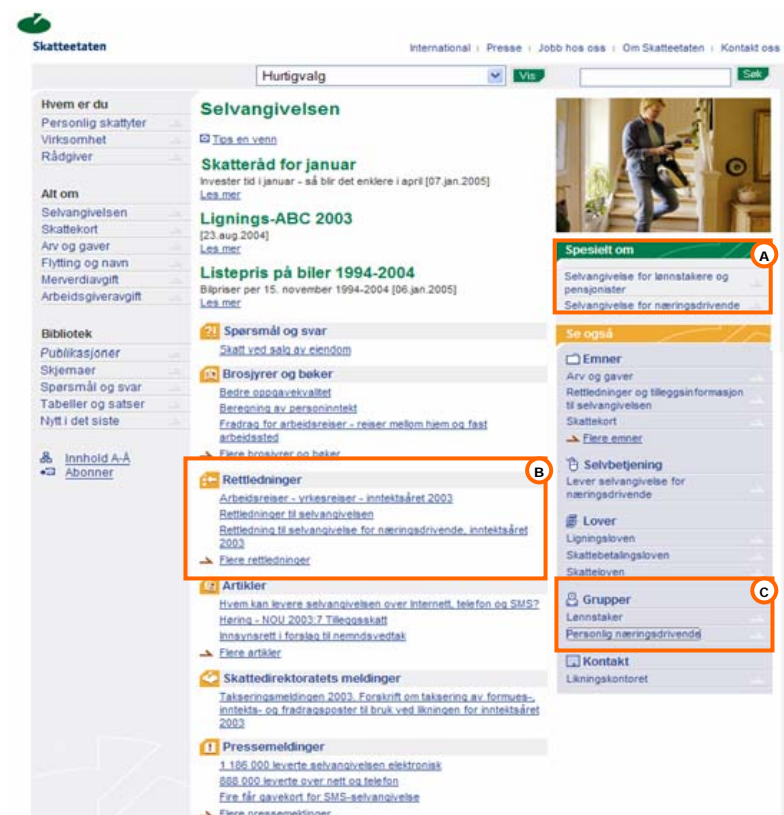 Skatteetaten
International | Presse | Jobb hos oss | Om Skatteetaten | Kontakt oss
Hurtigvalg
Vis
Søk
Hvem er du
Personlig skattyter
Virksomhet
Rådgiver
Alt om
Selvangivelsen
Skattekort
Arv og gaver
Flytting og navn
Merverdiavgift
Arbeidsgiveravgift
Bibliotek
Publikasjoner
Skjemaer
Spørsmål og svar
Tabeller og satser
Nytt i det siste
Innhold A-Å
Abonner
Selvangivelsen
Tips en venn
Skatteråd for januar
Invester tid i januar - så blir det enklere i april [07.jan.2005]
Les mer
Lignings-ABC 2003
[23.aug.2004]
Les mer
Listepris på biler 1994-2004
Bilpriser per 15. november 1994-2004 [06.jan.2005]
Les mer
Spørsmål og svar
Skatt ved salg av eiendom
Brosjyrer og bøker
Bedre oppgavekvalitet
Beregning av personinntekt
Fradrag for arbeidsreiser - reiser mellom hjem og fast
arbeidssted
Flere brosjyrer og bøker
B
Rettledninger
Arbeidsreiser - yrkesreiser - inntektsåret 2003
Rettledninger til selvangivelsen
Rettledning til selvangivelse for næringsdrivende, inntektsåret
2003
Flere rettledninger
Artikler
Hvem kan levere selvangivelsen over Internett, telefon og SMS?
Høring - NOU 2003:7 Tilleggsskatt
Innsynsrett i forslag til nemndsvedtak
Flere artikler
Skattedirektoratets meldinger
Takseringsmeldingen 2003. Forskrift om taksering av formues-,
inntekts- og fradragsposter til bruk ved likningen for inntektsåret
2003
Pressemeldinger
1 186 000 leverte selvangivelsen elektronisk
888 000 leverte over nett og telefon
Fire får gavekort for SMS-selvangivelse
Flere pressemeldinger
A
Spesielt om
Selvangivelse for lønnstakere og
pensjonister
Selvangivelse for næringsdrivende
Se også
Emner
Arv og gaver
Rettledninger og tilleggsinformasjon
til selvangivelsen
Skattekort
Flere emner
Selvbetjening
Lever selvangivelse for
næringsdrivende
Lover
Ligningsloven
Skattebetalingsloven
Skatteloven
C
Grupper
Lønnstaker
Personlig næringsdrivende
Kontakt
Likningskontoret